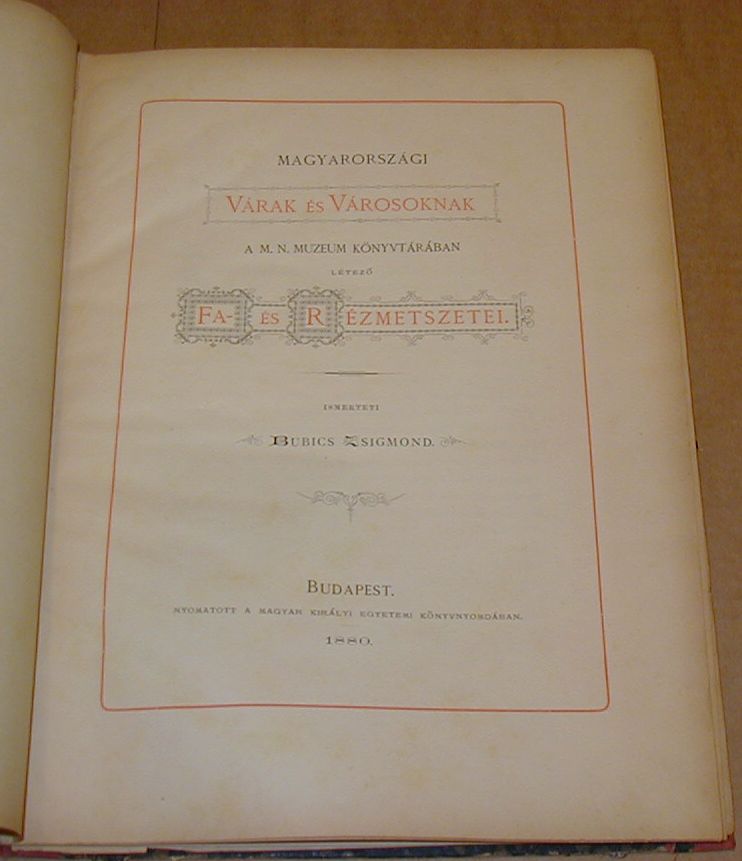 MAGYARORSZÁGI
VÁRAK ÉS VÁROSOKNAK
A M. N. MUZEUM KÖNYVTÁRÁBAN
LÉTEZŐ
FA- ÉS RÉZMETSZETEI.
ISMERTETI
BUBICS ZSIGMOND.
BUDAPEST.
NYOMATOTT A MAGYAR KIRÁLYI EGYETEMI KÖNYVNYOMDÁBAN.
1880.